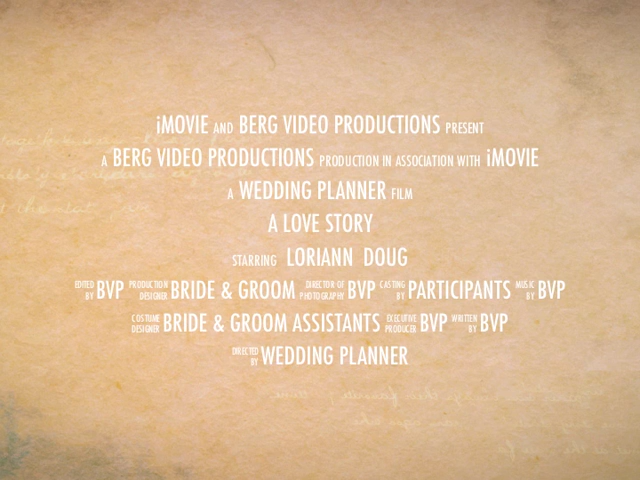 iMOVIE AND BERG VIDEO PRODUCTIONS PRESENT
A BERG VIDEO PRODUCTIONS PRODUCTION IN ASSOCIATION WITH iMOVIE
A WEDDING PLANNER FILM
A LOVE STORY
STARRING LORIANN DOUG
EDITED BY BVP PRODUCTION DESIGNER BRIDE & GROOM DIRECTOR OF PHOTOGRAPHY BVP CASTING BY PARTICIPANTS MUSIC BY BVP
COSTUME DESIGNER BRIDE & GROOM ASSISTANTS EXECUTIVE PRODUCER BVP WRITTEN BY BVP
DIRECTED BY WEDDING PLANNER